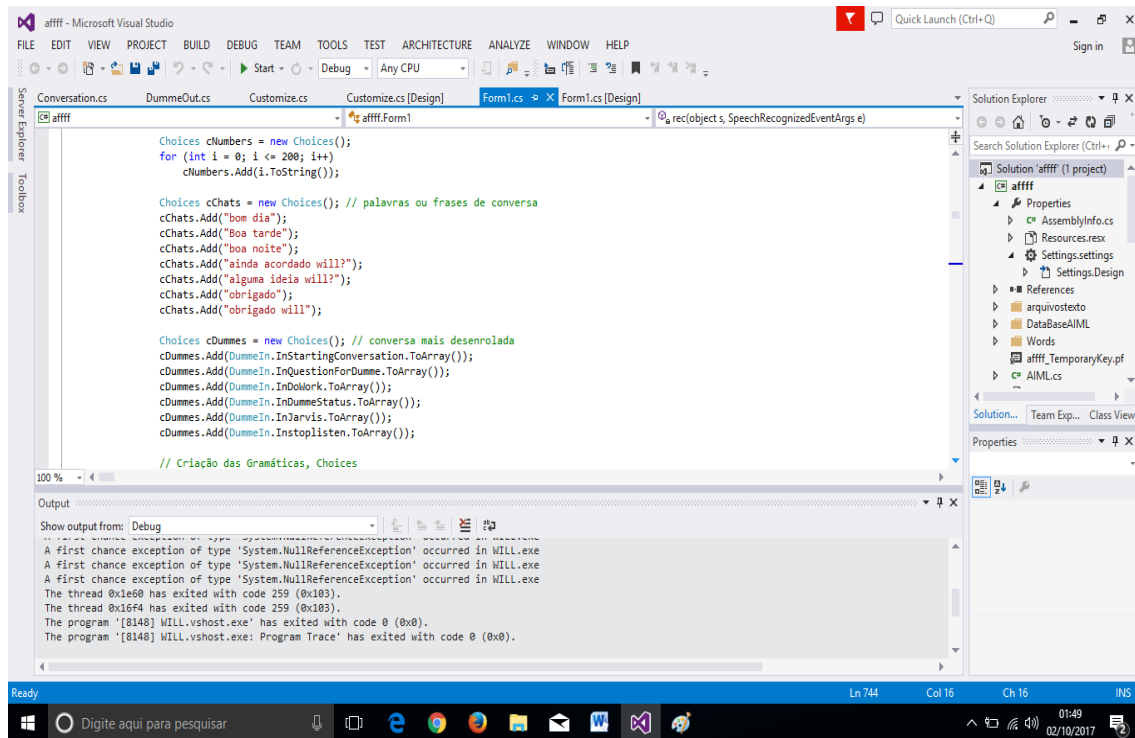 affff - Microsoft Visual Studio
Quick Launch (Ctrl+Q)
FILE EDIT VIEW PROJECT BUILD DEBUG TEAM TOOLS TEST ARCHITECTURE ANALYZE WINDOW HELP
Sign in
Start Debug Any CPU
Server Explorer
Toolbox
Conversation.cs DummeOut.cs Customize.cs Customize.cs [Design] Form1.cs Form1.cs [Design]
affff affff.Form1 rec(object s, SpeechRecognizedEventArgs e)
Choices cNumbers = new Choices();
for (int i = 0; i <= 200; i++)
cNumbers.Add(i.ToString());
Choices cChats = new Choices(); // palavras ou frases de conversa
cChats.Add("bom dia");
cChats.Add("Boa tarde");
cChats.Add("boa noite");
cChats.Add("ainda acordado will?");
cChats.Add("alguma ideia will?");
cChats.Add("obrigado");
cChats.Add("obrigado will");
Choices cDummes = new Choices(); // conversa mais desenrolada
cDummes.Add(DummeIn.InStartingConversation.ToArray());
cDummes.Add(DummeIn.InQuestionForDumme.ToArray());
cDummes.Add(DummeIn.InDoWork.ToArray());
cDummes.Add(DummeIn.InDummeStatus.ToArray());
cDummes.Add(DummeIn.InJarvis.ToArray());
cDummes.Add(DummeIn.Instoplisten.ToArray());
// Criação das Gramáticas, Choices
100 %
Output
Show output from: Debug
A first chance exception of type 'System.NullReferenceException' occurred in WILL.exe
A first chance exception of type 'System.NullReferenceException' occurred in WILL.exe
A first chance exception of type 'System.NullReferenceException' occurred in WILL.exe
A first chance exception of type 'System.NullReferenceException' occurred in WILL.exe
The thread 0x1e60 has exited with code 259 (0x103).
The thread 0x16f4 has exited with code 259 (0x103).
The program '[8148] WILL.vshost.exe' has exited with code 0 (0x0).
The program '[8148] WILL.vshost.exe: Program Trace' has exited with code 0 (0x0).
Solution Explorer
Search Solution Explorer (Ctrl+
Solution 'affff' (1 project)
C# affff
Properties
C# AssemblyInfo.cs
Resources.resx
Settings.settings
Settings.Design
References
arquivostexto
DataBaseAIML
Words
affff_TemporaryKey.pf
C# AIML.cs
Solution... Team Exp... Class View
Properties
Ready Ln 744 Col 16 Ch 16 INS
Digite aqui para pesquisar
01:49
02/10/2017
2